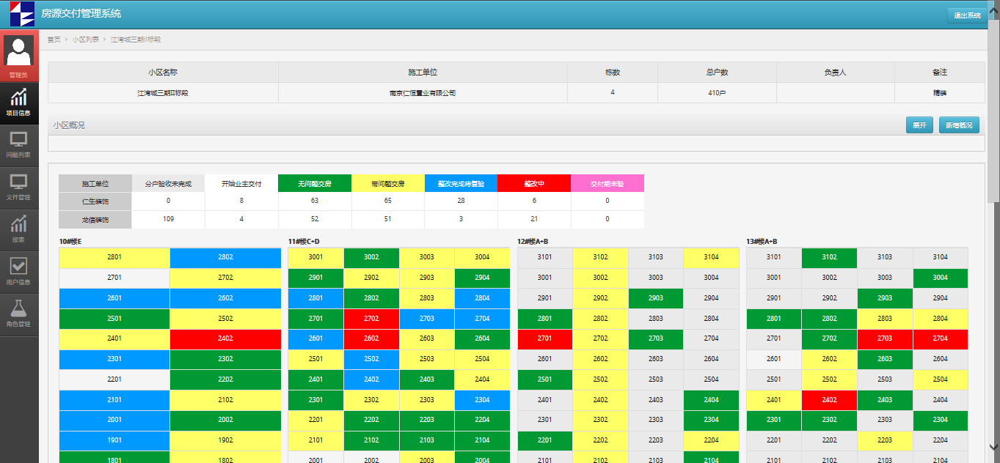 房源交付管理系统
退出系统
首页 小区列表 江湾城三期II标段
管理员
项目信息
问题列表
文件管理
报表
用户信息
角色管理
小区名称 施工单位 栋数 总户数 负责人 备注
江湾城三期II标段 南京仁恒置业有限公司 4 410户 精装
小区概况 展开 新增概况
施工单位 分户验收未完成 开始业主交付 无问题交房 带问题交房 整改完成待复验 整改中 交付期未验
仁生装饰 0 8 63 65 28 6 0
龙信装饰 109 4 52 51 3 21 0
10#楼E 11#楼C+D 12#楼A+B 13#楼A+B
2801 2802 3001 3002 3003 3004 3101 3102 3103 3104 3101 3102 3103 3104
2701 2702 2901 2902 2903 2904 3001 3002 3003 3004 3001 3002 3003 3004
2601 2602 2801 2802 2803 2804 2901 2902 2903 2904 2901 2902 2903 2904
2501 2502 2701 2702 2703 2704 2801 2802 2803 2804 2801 2802 2803 2804
2401 2402 2601 2602 2603 2604 2701 2702 2703 2704 2701 2702 2703 2704
2301 2302 2501 2502 2503 2504 2601 2602 2603 2604 2601 2602 2603 2604
2201 2202 2401 2402 2403 2404 2501 2502 2503 2504 2501 2502 2503 2504
2101 2102 2301 2302 2303 2304 2401 2402 2403 2404 2401 2402 2403 2404
2001 2002 2201 2202 2203 2204 2301 2302 2303 2304 2301 2302 2303 2304
1901 1902 2101 2102 2103 2104 2201 2202 2203 2204 2201 2202 2203 2204
1801 1802 2001 2002 2003 2004 2101 2102 2103 2104 2101 2102 2103 2104